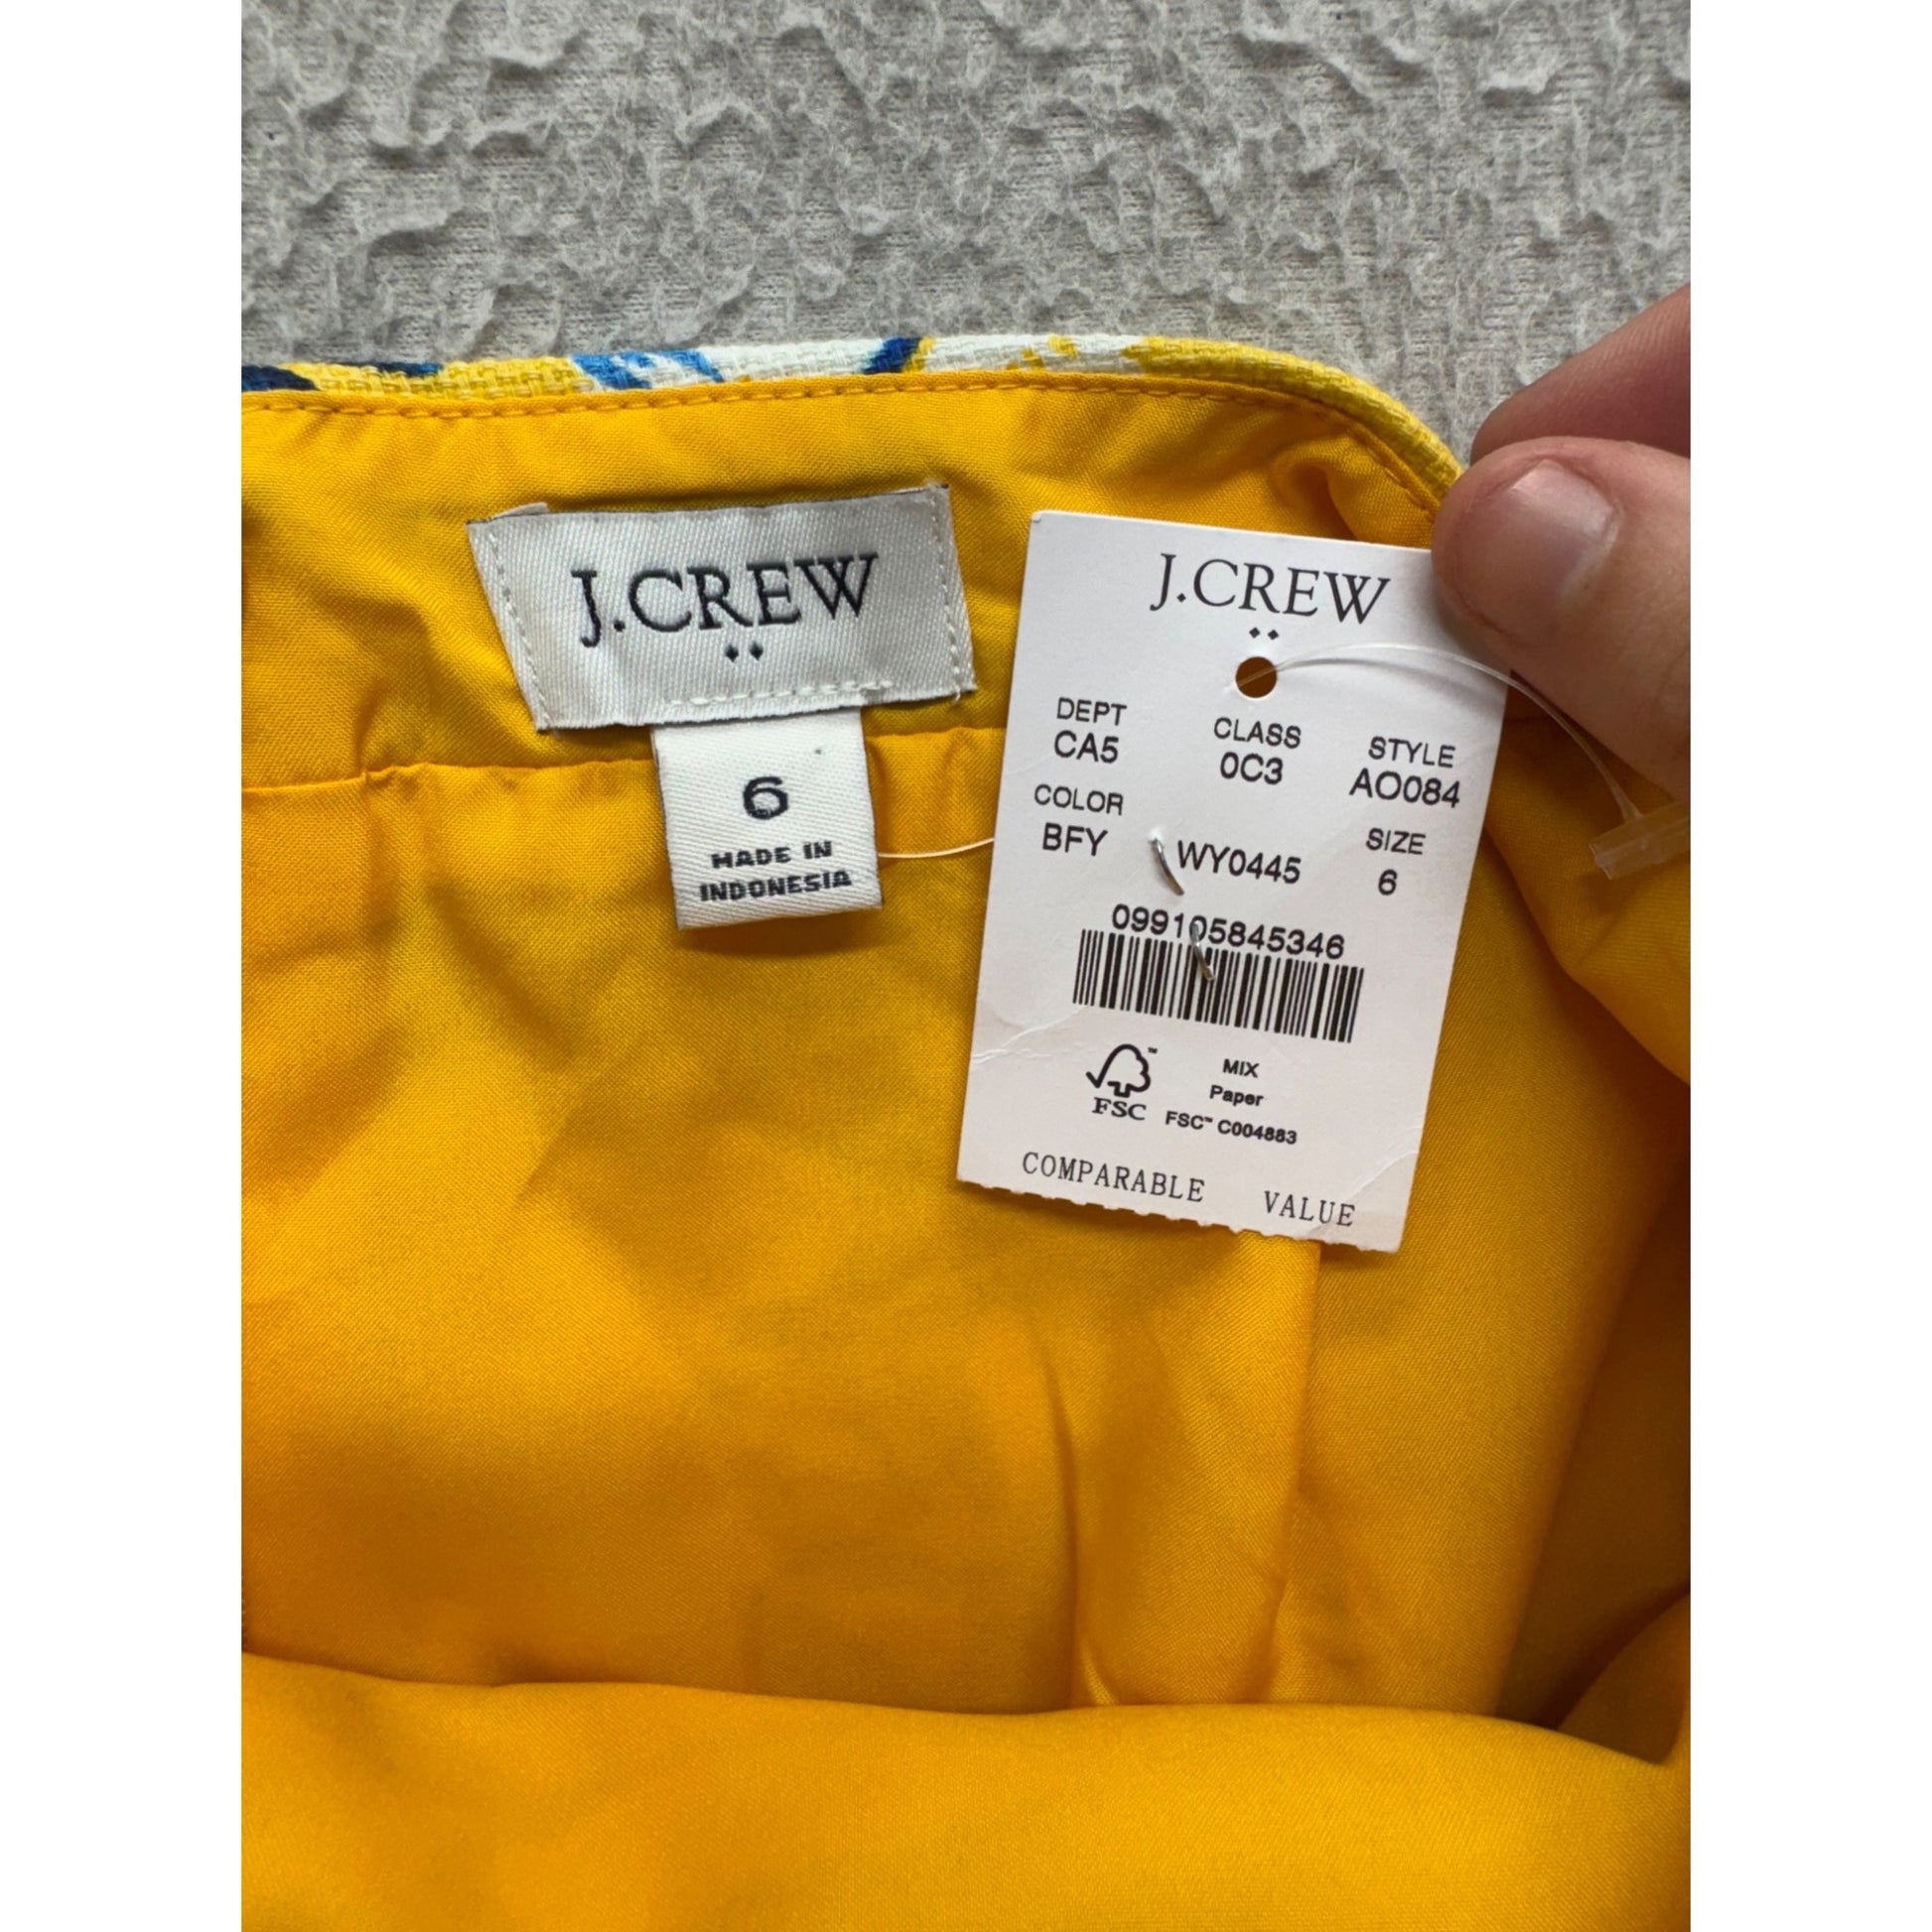 J.CREW
6
MADE IN
INDONESIA
J.CREW
DEPT CLASS STYLE
CA5 0C3 AO084
COLOR SIZE
BFY WY0445 6
099105845346
FSC
MIX
Paper
FSC™ C004883
COMPARABLE VALUE